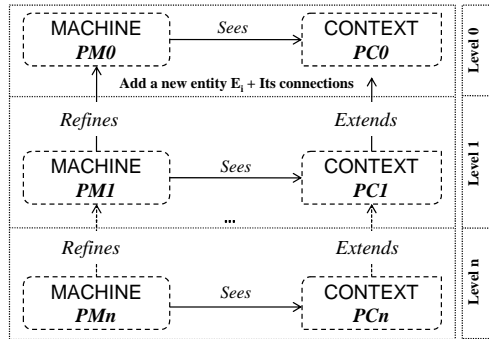 MACHINE
PM0
Sees
CONTEXT
PC0
Level 0
Add a new entity Ei + Its connections
Refines
Extends
MACHINE
PM1
Sees
CONTEXT
PC1
Level 1
...
Refines
Extends
MACHINE
PMn
Sees
CONTEXT
PCn
Level n